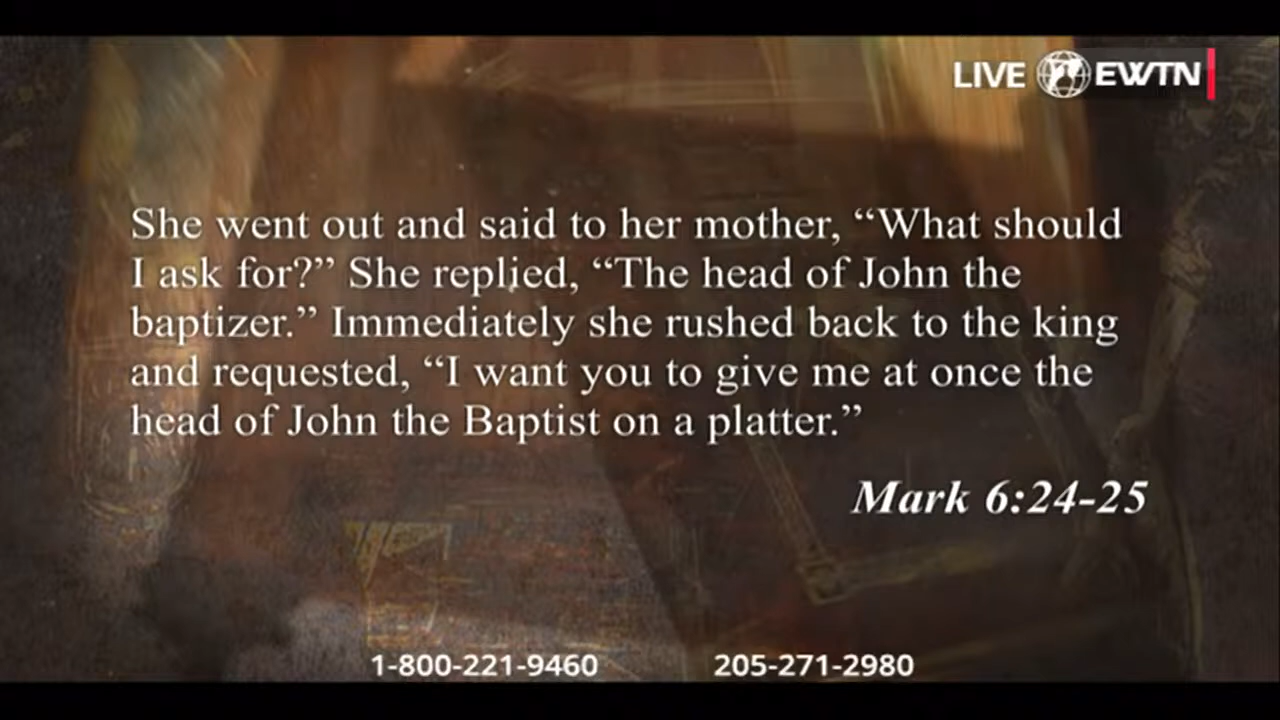 LIVE EWTN
She went out and said to her mother, “What should
I ask for?” She replied, “The head of John the
baptizer.” Immediately she rushed back to the king
and requested, “I want you to give me at once the
head of John the Baptist on a platter.”
Mark 6:24-25
1-800-221-9460 205-271-2980